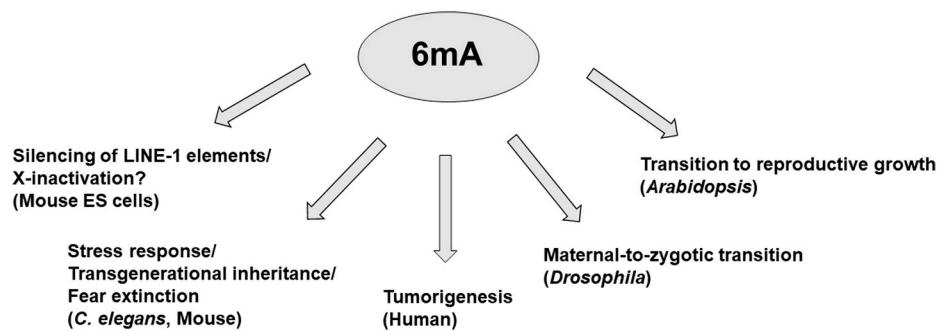 6mA
Silencing of LINE-1 elements/
X-inactivation?
(Mouse ES cells)
Stress response/
Transgenerational inheritance/
Fear extinction
(C. elegans, Mouse)
Tumorigenesis
(Human)
Maternal-to-zygotic transition
(Drosophila)
Transition to reproductive growth
(Arabidopsis)